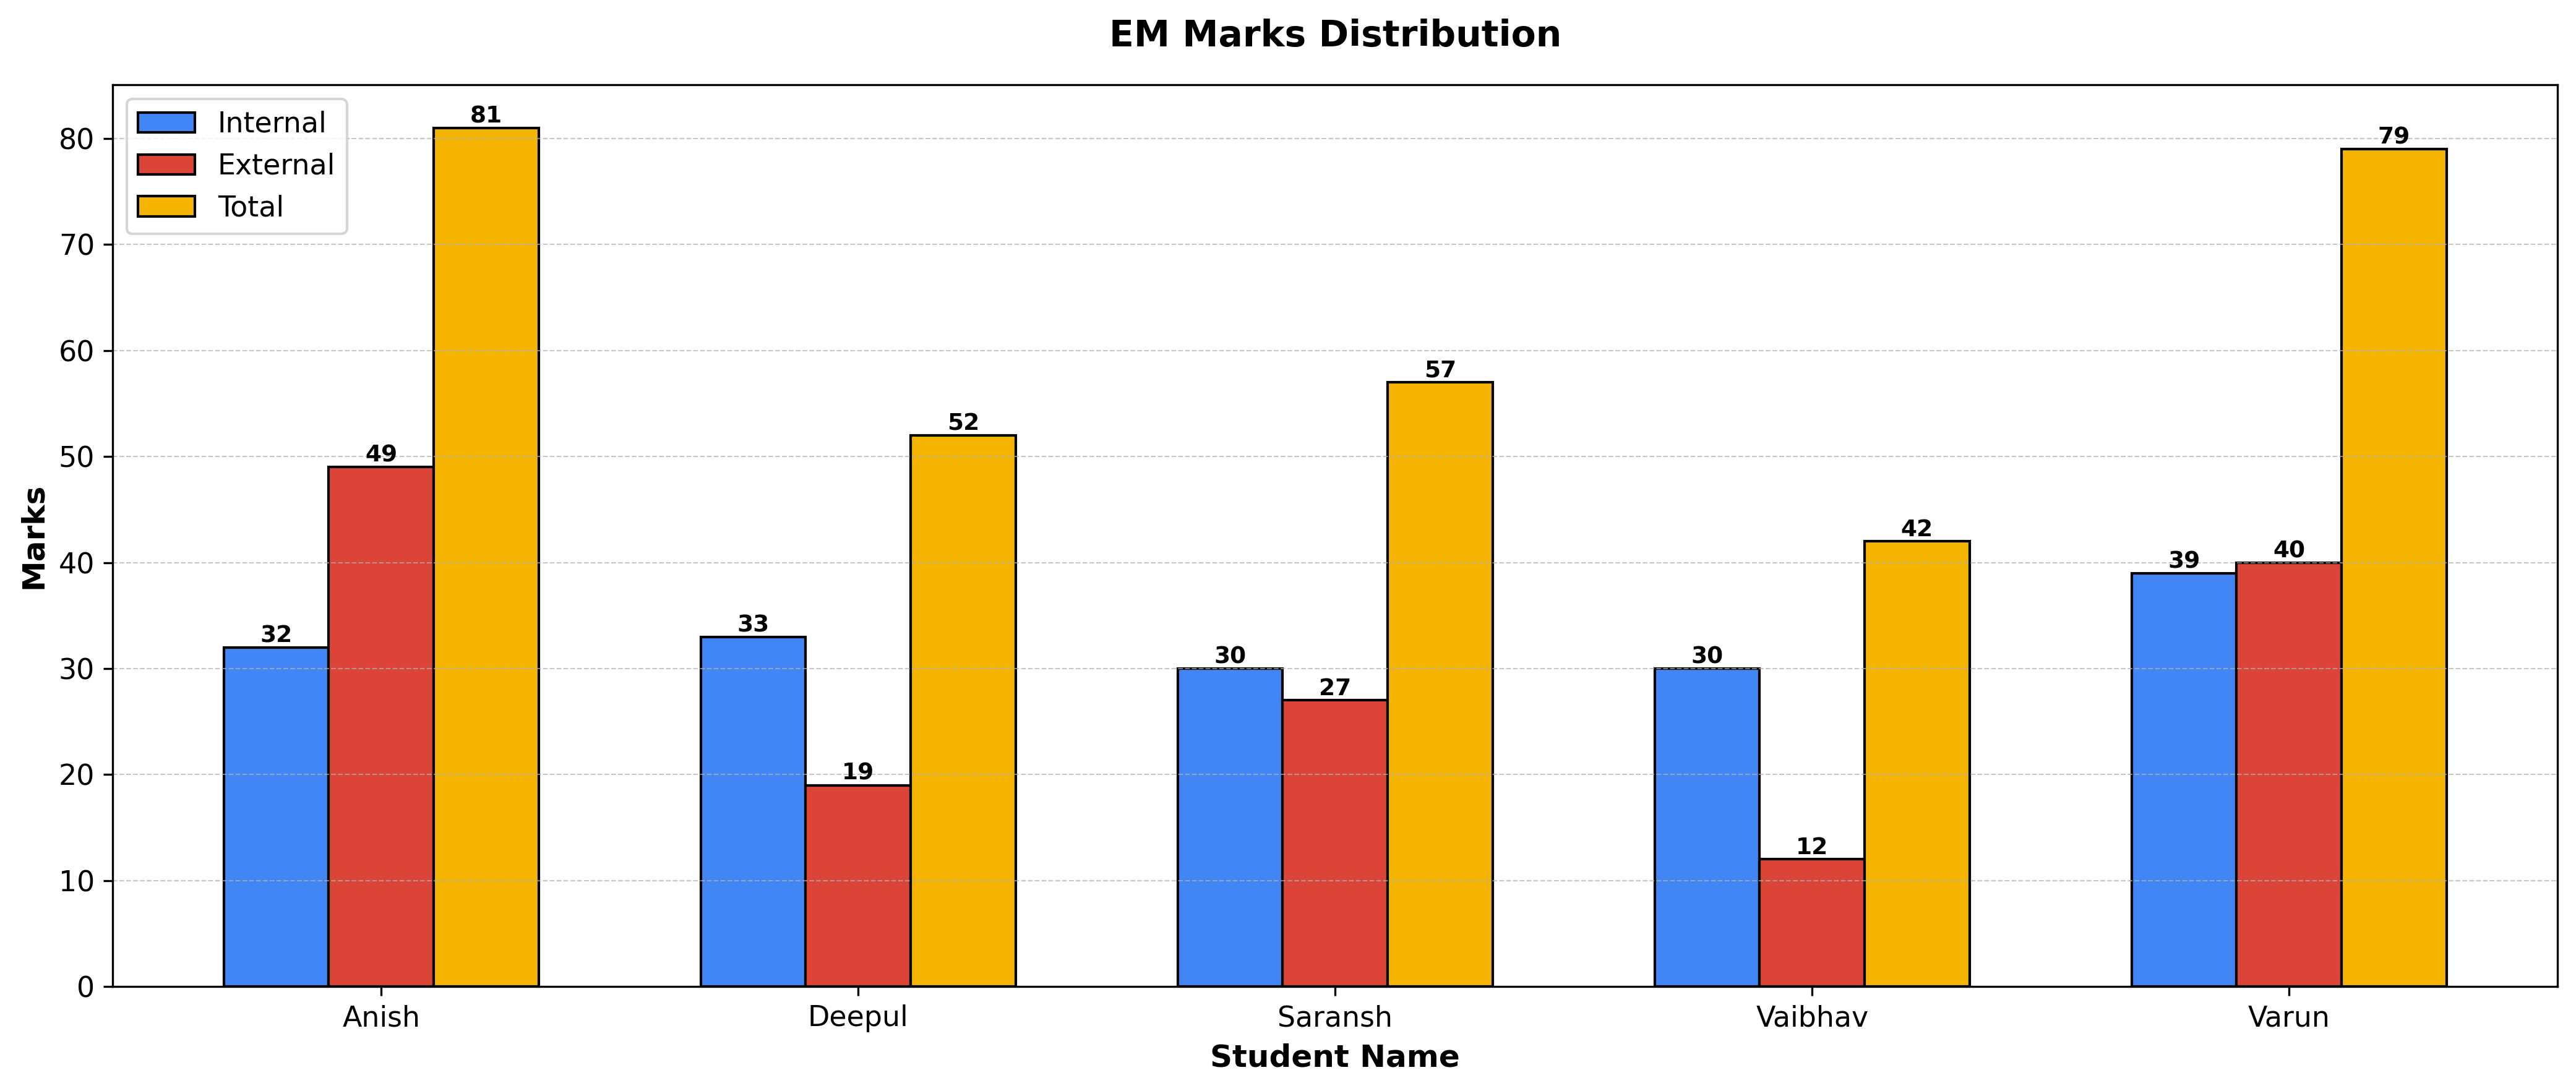 EM Marks Distribution
Internal
External
Total
Marks
80
70
60
50
40
30
20
10
0
32
49
81
33
19
52
30
27
57
30
12
42
39
40
79
Anish
Deepul
Saransh
Vaibhav
Varun
Student Name